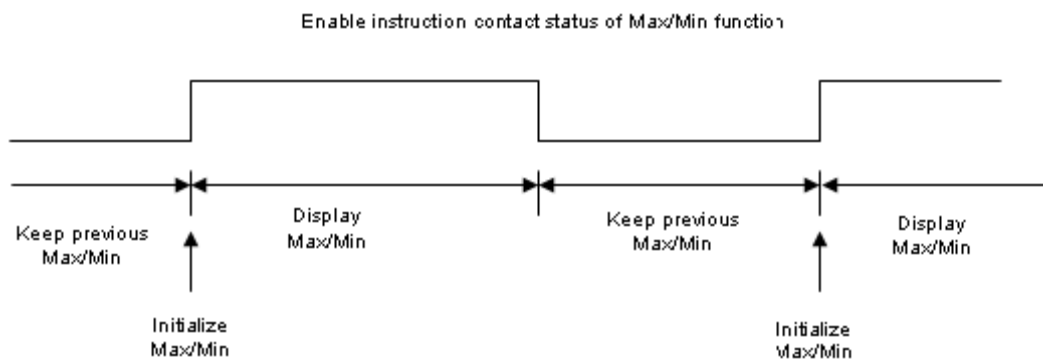 Enable instruction contact status of Max/Min function
Keep previous
Max/Min
Display
Max/Min
Keep previous
Max/Min
Display
Max/Min
Initialize
Max/Min
Initialize
Max/Min